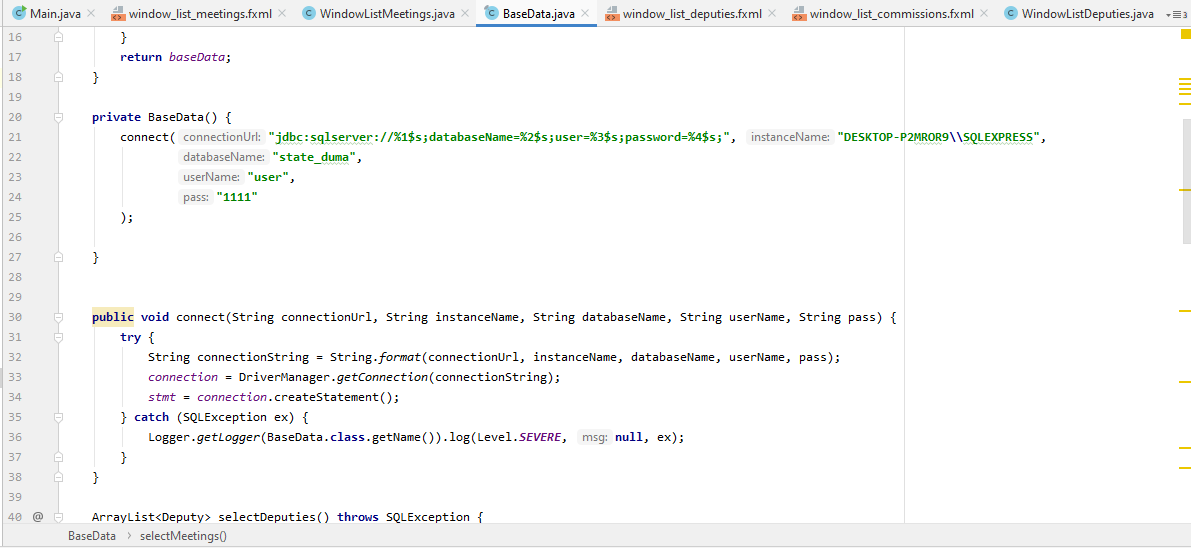 Main.java window_list_meetings.fxml WindowListMeetings.java BaseData.java window_list_deputies.fxml window_list_commissions.fxml WindowListDeputies.java 3
16 }
17 return baseData;
18 }
19
20 private BaseData() {
21 connect( connectionUrl: "jdbc:sqlserver://%1$s;databaseName=%2$s;user=%3$s;password=%4$s;", instanceName: "DESKTOP-P2MROR9\\SQLEXPRESS",
22 databaseName: "state_duma",
23 userName: "user",
24 pass: "1111"
25 );
26
27 }
28
29
30 public void connect(String connectionUrl, String instanceName, String databaseName, String userName, String pass) {
31 try {
32 String connectionString = String.format(connectionUrl, instanceName, databaseName, userName, pass);
33 connection = DriverManager.getConnection(connectionString);
34 stmt = connection.createStatement();
35 } catch (SQLException ex) {
36 Logger.getLogger(BaseData.class.getName()).log(Level.SEVERE, msg: null, ex);
37 }
38 }
39
40 @ ArrayList<Deputy> selectDeputies() throws SQLException {
BaseData > selectMeetings()